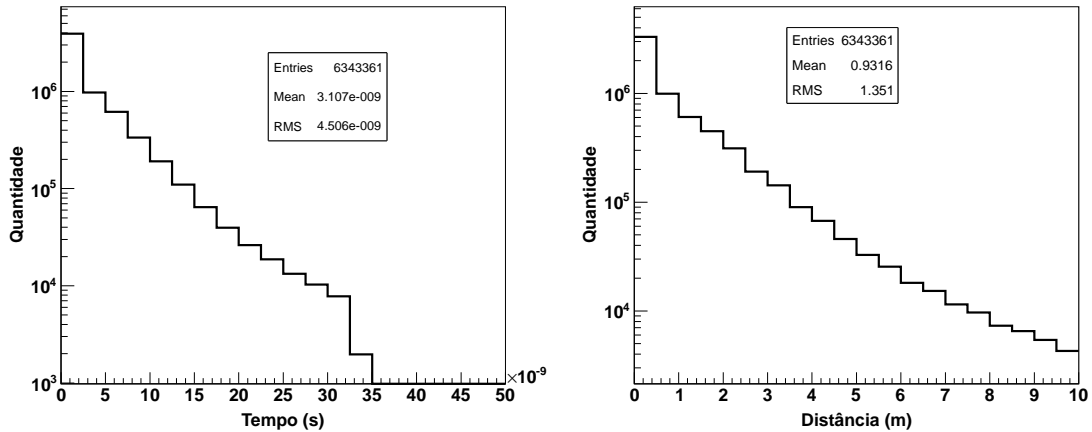 Quantidade
10^6
10^5
10^4
10^3
0 5 10 15 20 25 30 35 40 45 50
×10^-9
Tempo (s)
Entries 6343361
Mean 3.107e-009
RMS 4.506e-009
Quantidade
10^6
10^5
10^4
0 1 2 3 4 5 6 7 8 9 10
Distância (m)
Entries 6343361
Mean 0.9316
RMS 1.351